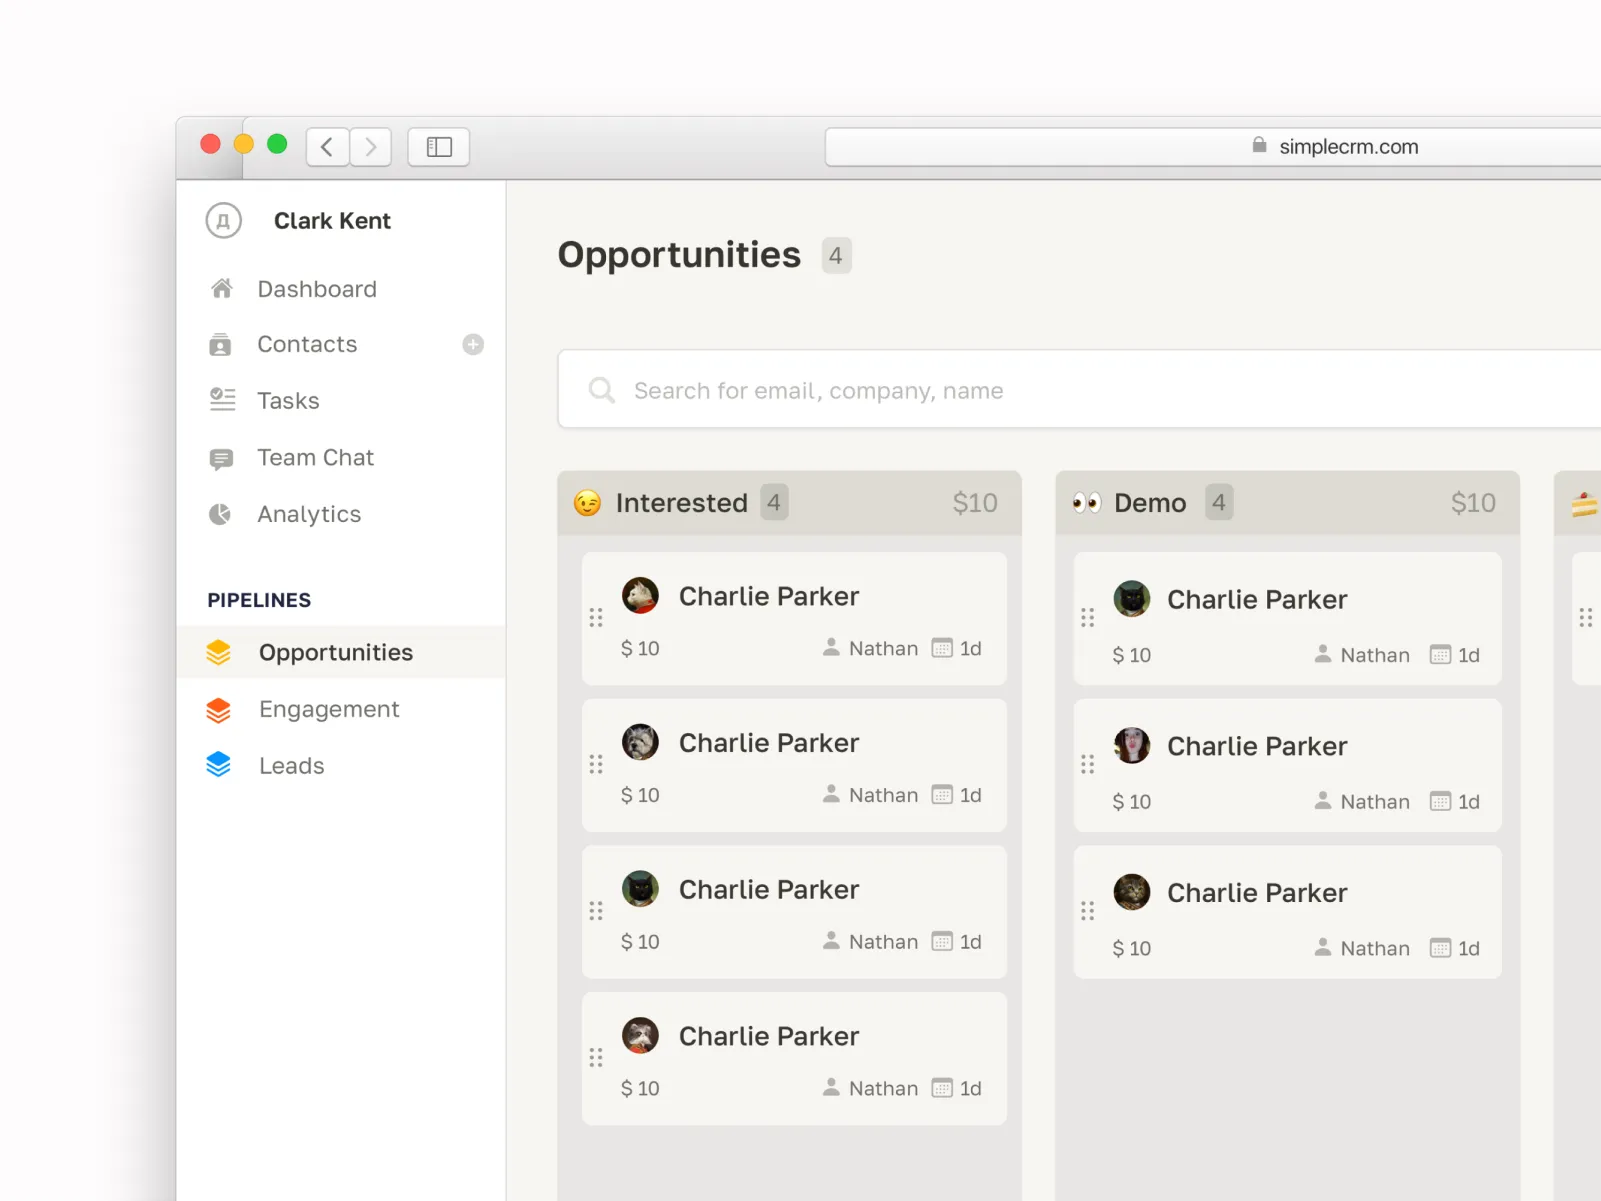 simplecrm.com
Д Clark Kent
Dashboard
Contacts
Tasks
Team Chat
Analytics
PIPELINES
Opportunities
Engagement
Leads
Opportunities 4
Search for email, company, name
Interested 4 $10
Charlie Parker
$ 10 Nathan 1d
Charlie Parker
$ 10 Nathan 1d
Charlie Parker
$ 10 Nathan 1d
Charlie Parker
$ 10 Nathan 1d
Demo 4 $10
Charlie Parker
$ 10 Nathan 1d
Charlie Parker
$ 10 Nathan 1d
Charlie Parker
$ 10 Nathan 1d